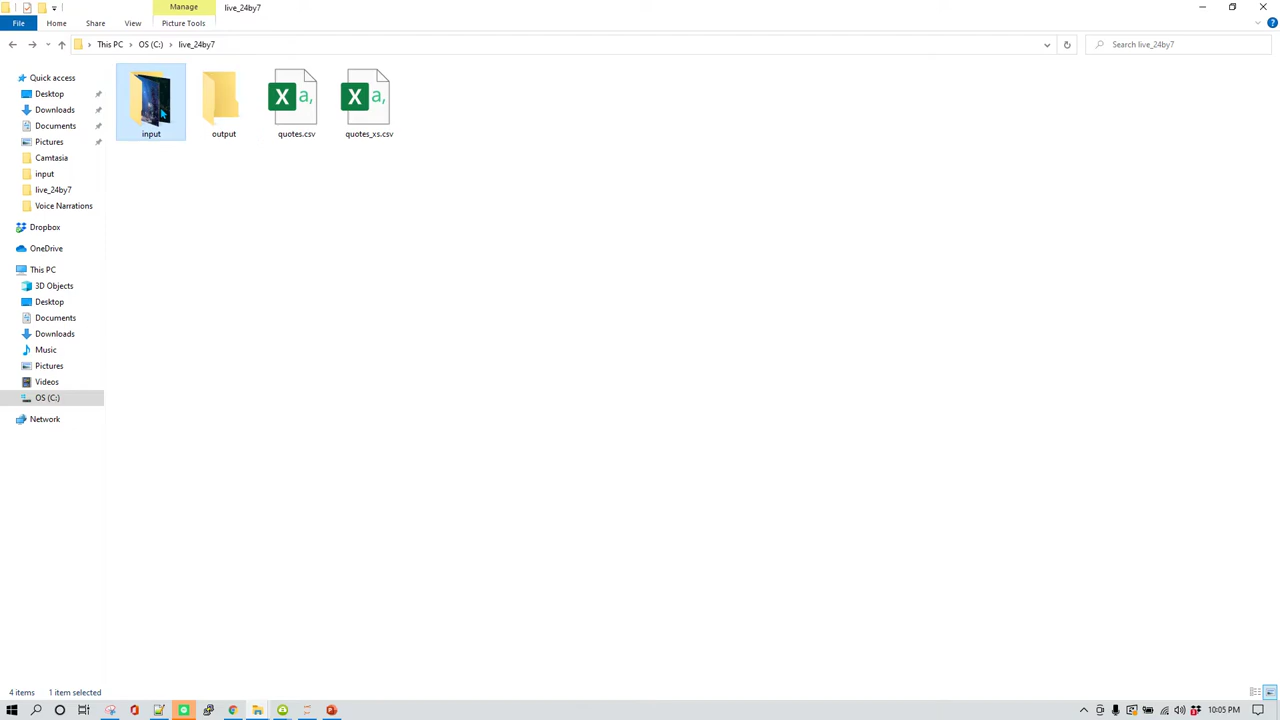 Manage
live_24by7
File
Home
Share
View
Picture Tools
This PC
OS (C:)
live_24by7
Search live_24by7
Quick access
Desktop
Downloads
Documents
Pictures
Camtasia
input
live_24by7
Voice Narrations
Dropbox
OneDrive
This PC
3D Objects
Desktop
Documents
Downloads
Music
Pictures
Videos
OS (C:)
Network
X a,
X a,
input
output
quotes.csv
quotes_xs.csv
4 items
1 item selected
10:05 PM